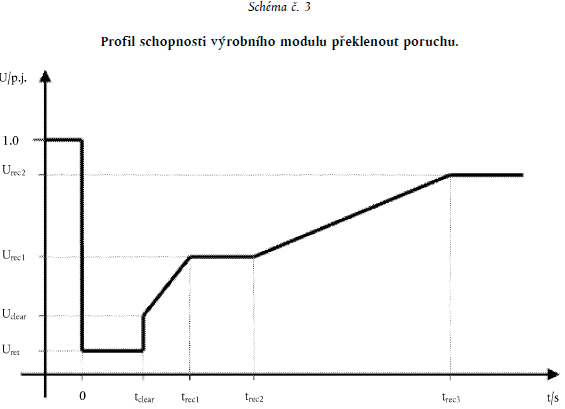 Schéma č. 3
Profil schopnosti výrobního modulu překlenout poruchu.
U/p.j.
1.0
Urec2
Urec1
Uclear
Uret
0 tclear trec1 trec2 trec3 t/s